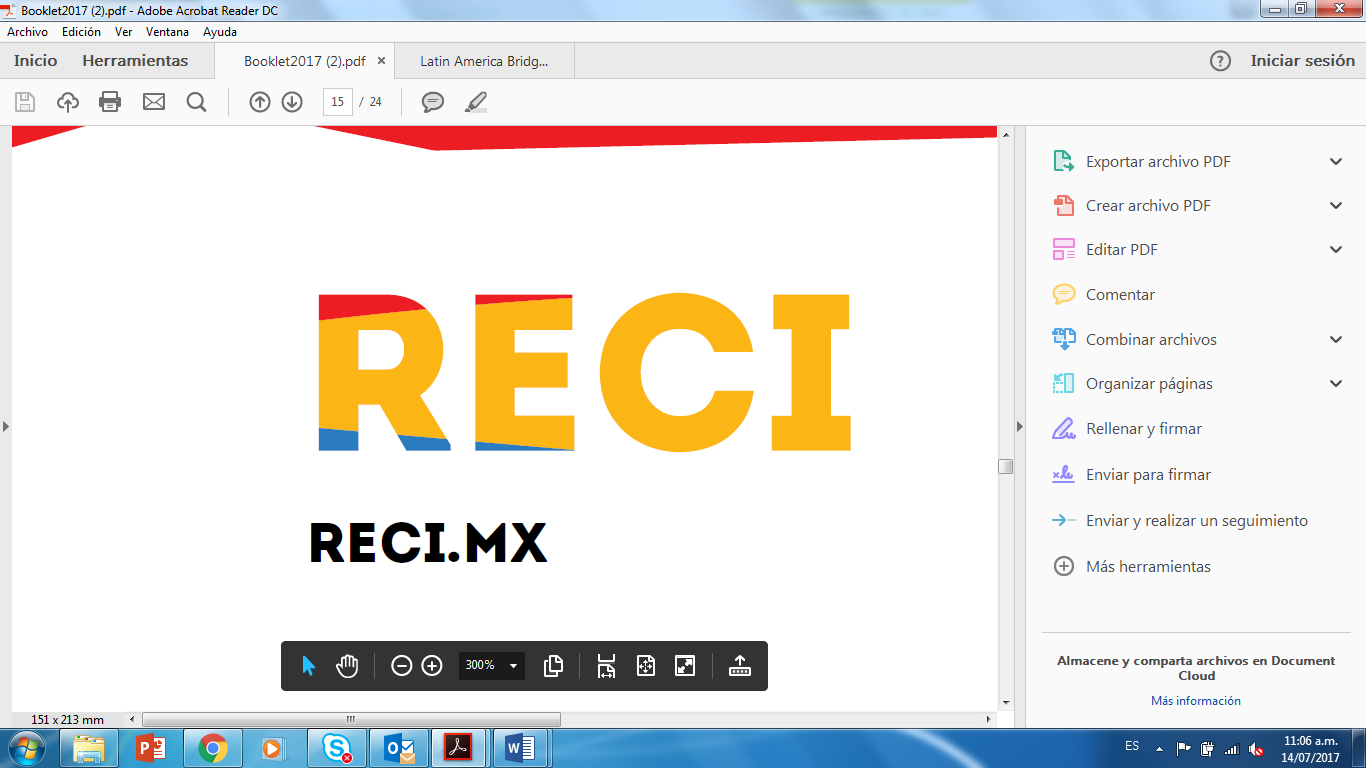 Booklet2017 (2).pdf - Adobe Acrobat Reader DC
Archivo Edición Ver Ventana Ayuda
Inicio Herramientas Booklet2017 (2).pdf × Latin America Bridg... Iniciar sesión
15 / 24
RECI
RECI.MX
300%
151 x 213 mm
Exportar archivo PDF
Crear archivo PDF
Editar PDF
Comentar
Combinar archivos
Organizar páginas
Rellenar y firmar
Enviar para firmar
Enviar y realizar un seguimiento
Más herramientas
Almacene y comparta archivos en Document
Cloud
Más información
ES
11:06 a.m.
14/07/2017